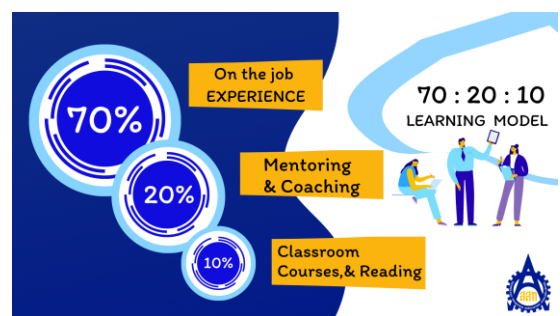 70%
On the job
EXPERIENCE
70 : 20 : 10
LEARNING MODEL
20%
Mentoring
& Coaching
10%
Classroom
Courses,& Reading